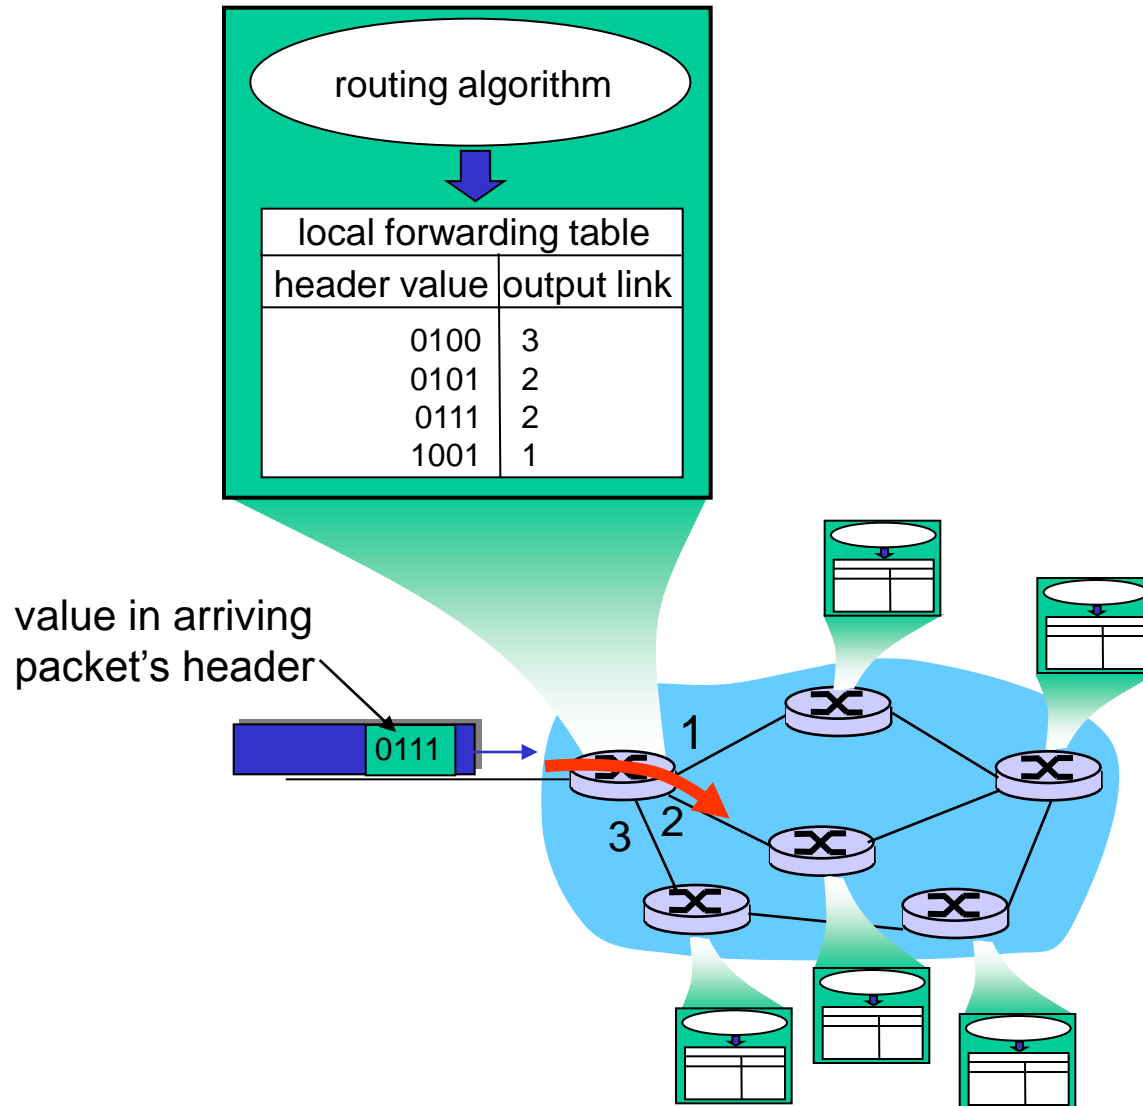 routing algorithm
local forwarding table
header value output link
0100 3
0101 2
0111 2
1001 1
value in arriving
packet’s header
0111
1
2
3